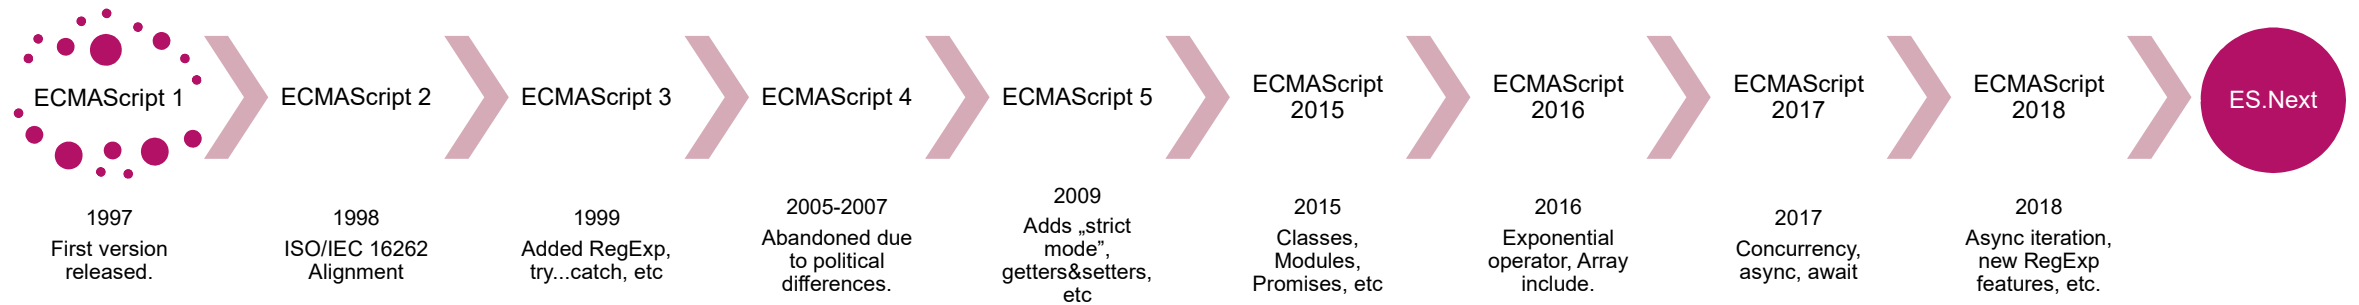 ECMAScript 1
ECMAScript 2
ECMAScript 3
ECMAScript 4
ECMAScript 5
ECMAScript
2015
ECMAScript
2016
ECMAScript
2017
ECMAScript
2018
ES.Next
1997
First version
released.
1998
ISO/IEC 16262
Alignment
1999
Added RegExp,
try...catch, etc
2005-2007
Abandoned due
to political
differences.
2009
Adds „strict
mode”,
getters&setters,
etc
2015
Classes,
Modules,
Promises, etc
2016
Exponential
operator, Array
include.
2017
Concurrency,
async, await
2018
Async iteration,
new RegExp
features, etc.